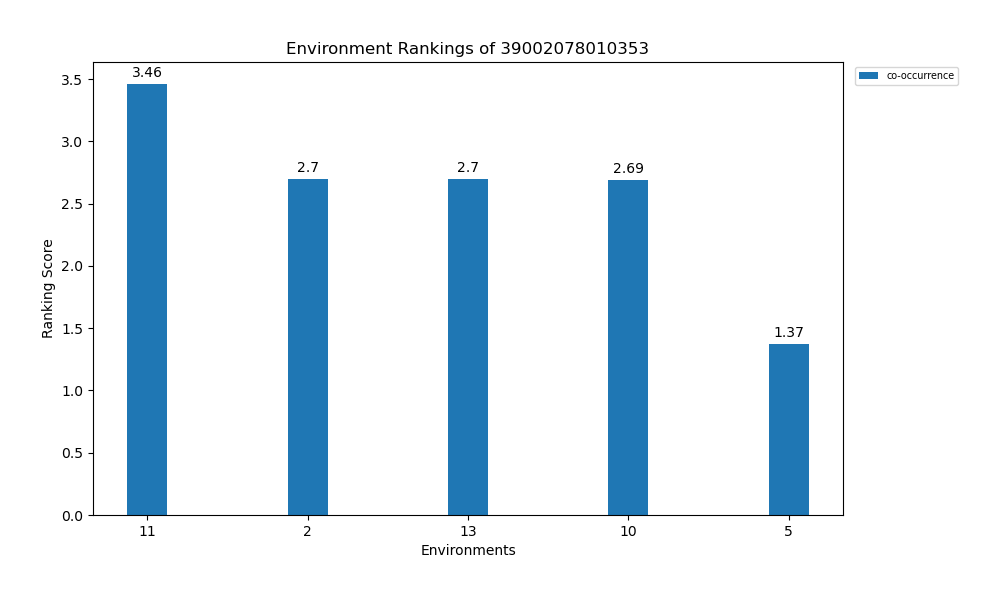 Environment Rankings of 39002078010353
co-occurrence
3.46
2.7
2.7
2.69
1.37
Ranking Score
3.5
3.0
2.5
2.0
1.5
1.0
0.5
0.0
11 2 13 10 5
Environments